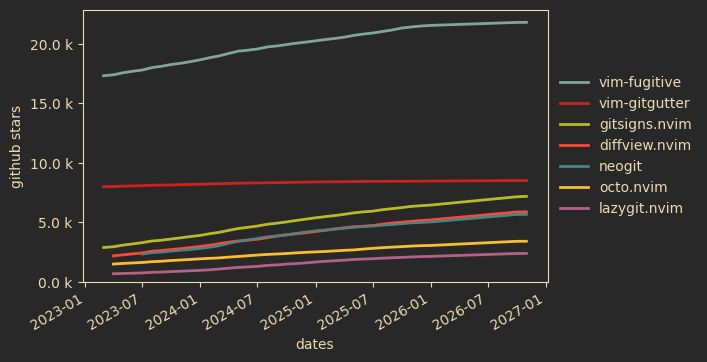 github stars
20.0 k
15.0 k
10.0 k
5.0 k
0.0 k
2023-01
2023-07
2024-01
2024-07
2025-01
2025-07
2026-01
2026-07
2027-01
dates
vim-fugitive
vim-gitgutter
gitsigns.nvim
diffview.nvim
neogit
octo.nvim
lazygit.nvim